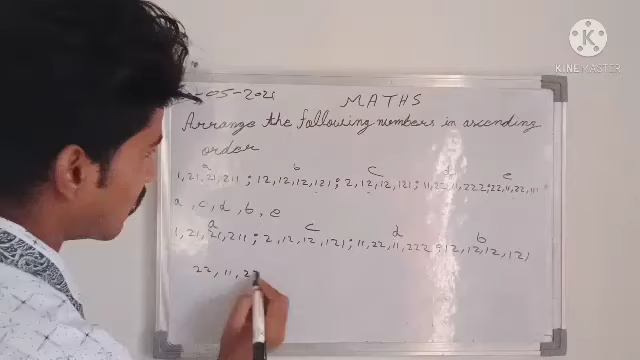 KINEMASTER
05-2021 MATHS
Arrange the following numbers in ascending
order
a b c d e
1,21,21,211 ; 12,12,12,121 ; 2,12,12,121 ; 11,22,11,222 ; 22,11,22,111
a , c , d , b , e
a c d b
1,21,21,211 ; 2,12,12,121 ; 11,22,11,222 ; 12,12,12,121
22, 11, 22